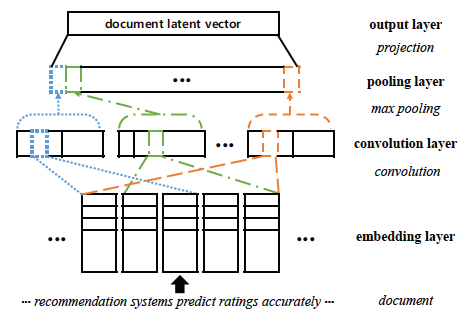 document latent vector
output layer
projection
...
pooling layer
max pooling
...
convolution layer
convolution
... ...
embedding layer
... recommendation systems predict ratings accurately ...
document